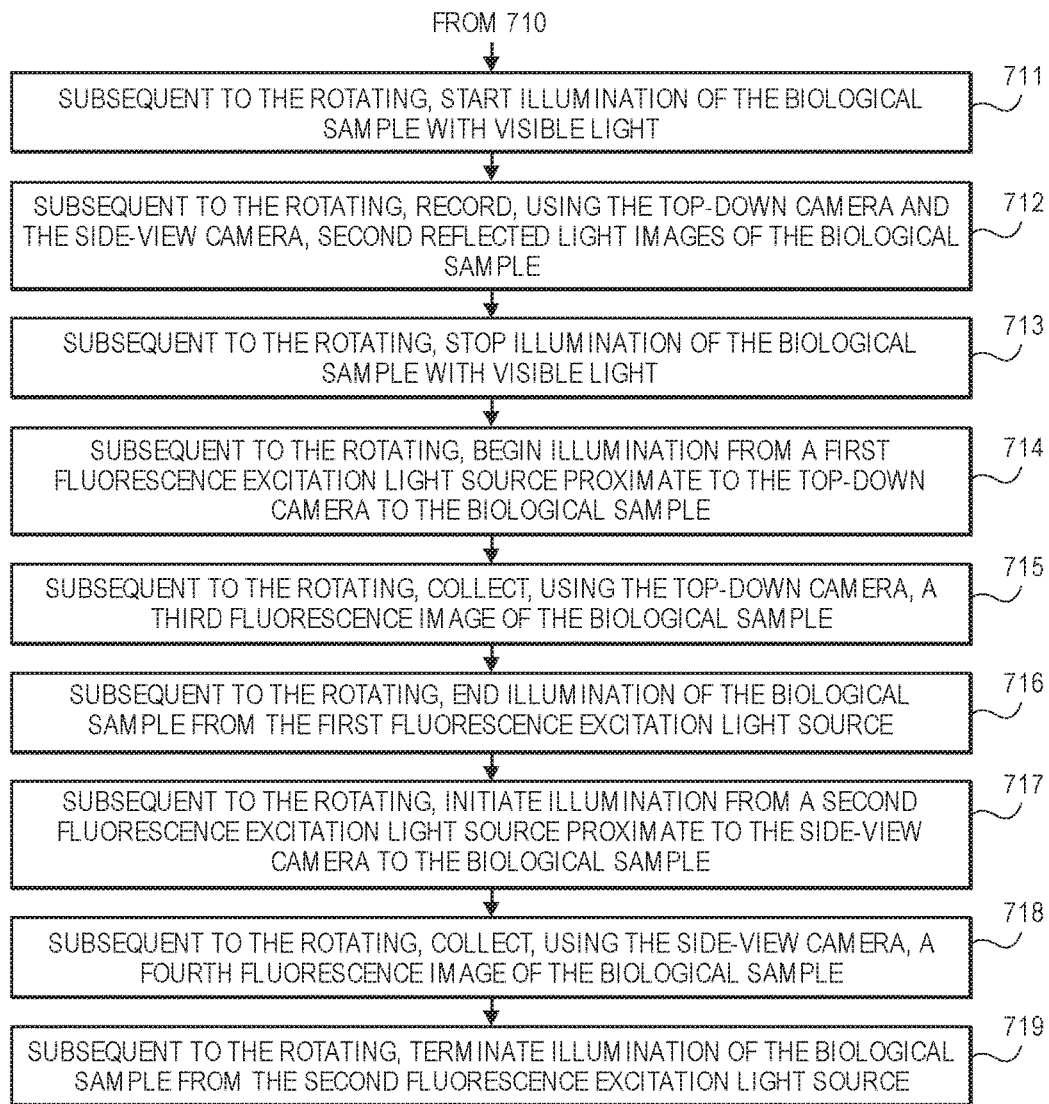 FROM 710
711
SUBSEQUENT TO THE ROTATING, START ILLUMINATION OF THE BIOLOGICAL
SAMPLE WITH VISIBLE LIGHT
712
SUBSEQUENT TO THE ROTATING, RECORD, USING THE TOP-DOWN CAMERA AND
THE SIDE-VIEW CAMERA, SECOND REFLECTED LIGHT IMAGES OF THE BIOLOGICAL
SAMPLE
713
SUBSEQUENT TO THE ROTATING, STOP ILLUMINATION OF THE BIOLOGICAL
SAMPLE WITH VISIBLE LIGHT
714
SUBSEQUENT TO THE ROTATING, BEGIN ILLUMINATION FROM A FIRST
FLUORESCENCE EXCITATION LIGHT SOURCE PROXIMATE TO THE TOP-DOWN
CAMERA TO THE BIOLOGICAL SAMPLE
715
SUBSEQUENT TO THE ROTATING, COLLECT, USING THE TOP-DOWN CAMERA, A
THIRD FLUORESCENCE IMAGE OF THE BIOLOGICAL SAMPLE
716
SUBSEQUENT TO THE ROTATING, END ILLUMINATION OF THE BIOLOGICAL
SAMPLE FROM THE FIRST FLUORESCENCE EXCITATION LIGHT SOURCE
717
SUBSEQUENT TO THE ROTATING, INITIATE ILLUMINATION FROM A SECOND
FLUORESCENCE EXCITATION LIGHT SOURCE PROXIMATE TO THE SIDE-VIEW
CAMERA TO THE BIOLOGICAL SAMPLE
718
SUBSEQUENT TO THE ROTATING, COLLECT, USING THE SIDE-VIEW CAMERA, A
FOURTH FLUORESCENCE IMAGE OF THE BIOLOGICAL SAMPLE
719
SUBSEQUENT TO THE ROTATING, TERMINATE ILLUMINATION OF THE BIOLOGICAL
SAMPLE FROM THE SECOND FLUORESCENCE EXCITATION LIGHT SOURCE